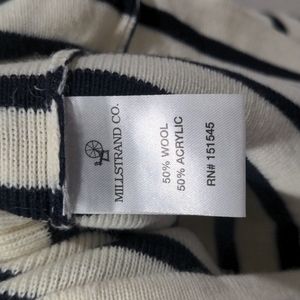 MILLSTRAND CO.
50% WOOL
50% ACRYLIC
RN# 151545